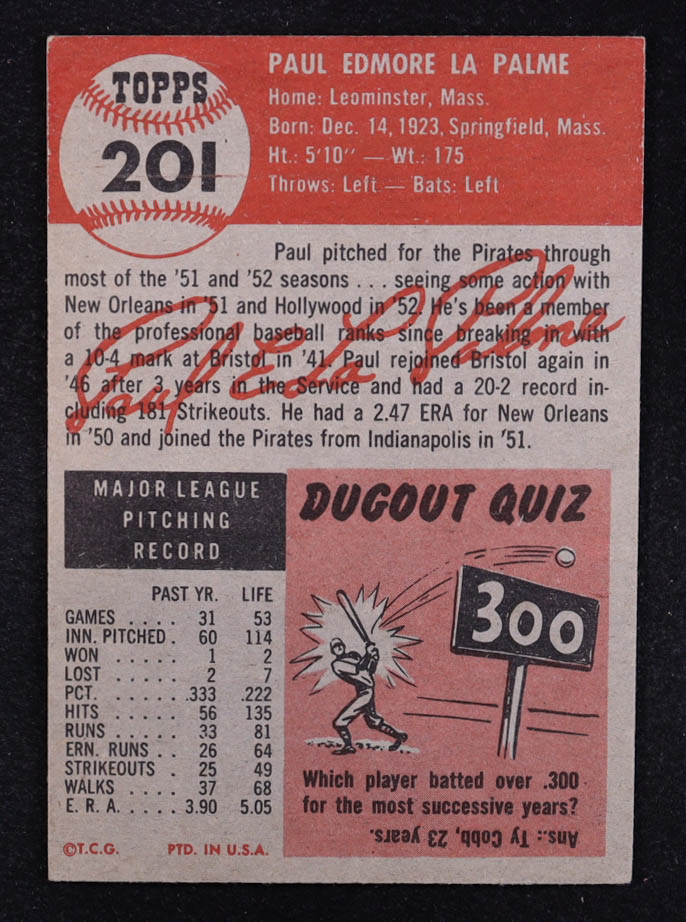 TOPPS
201
PAUL EDMORE LA PALME
Home: Leominster, Mass.
Born: Dec. 14, 1923, Springfield, Mass.
Ht.: 5'10" — Wt.: 175
Throws: Left — Bats: Left
Paul pitched for the Pirates through
most of the '51 and '52 seasons . . . seeing some action with
New Orleans in '51 and Hollywood in '52. He's been a member
of the professional baseball ranks since breaking in with
a 10-4 mark at Bristol in '41. Paul rejoined Bristol again in
'46 after 3 years in the Service and had a 20-2 record in-
cluding 181 Strikeouts. He had a 2.47 ERA for New Orleans
in '50 and joined the Pirates from Indianapolis in '51.
Paul E. La Palme
MAJOR LEAGUE
PITCHING
RECORD
PAST YR. LIFE
GAMES . . . . 31 53
INN. PITCHED . 60 114
WON . . . . . 1 2
LOST . . . . . 2 7
PCT. . . . . . .333 .222
HITS . . . . . 56 135
RUNS . . . . . 33 81
ERN. RUNS . . 26 64
STRIKEOUTS . 25 49
WALKS . . . . 37 68
E. R. A. . . . . 3.90 5.05
©T.C.G. PTD. IN U.S.A.
DUGOUT QUIZ
300
Which player batted over .300
for the most successive years?
Ans.: Ty Cobb, 23 years.